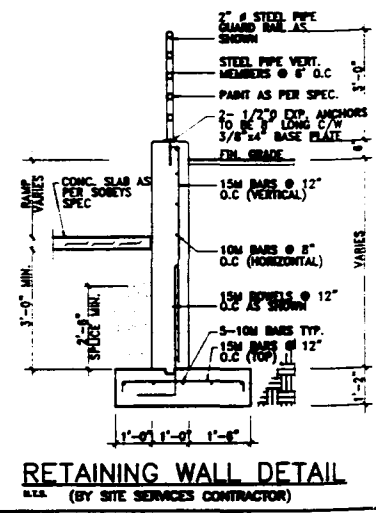 2" ø STEEL PIPE
GUARD RAIL AS
SHOWN
STEEL PIPE VERT.
MEMBERS @ 6' O.C
PAINT AS PER SPEC.
2- 1/2"Ø EXP. ANCHORS
TO BE 8" LONG C/W
3/8"x4" BASE PLATE
FIN. GRADE
3'-0"
6"
CONC. SLAB AS
PER SOBEYS
SPEC
RAMP
VARIES
15M BARS @ 12"
O.C (VERTICAL)
10M BARS @ 8"
O.C (HORIZONTAL)
VARIES
3'-0" MIN.
2'-6"
SPLICE MIN.
15M DOWELS @ 12"
O.C AS SHOWN
5-10M BARS TYP.
15M BARS @ 12"
O.C (TOP)
1'-2"
1'-0" 1'-0" 1'-6"
RETAINING WALL DETAIL
N.T.S. (BY SITE SERVICES CONTRACTOR)